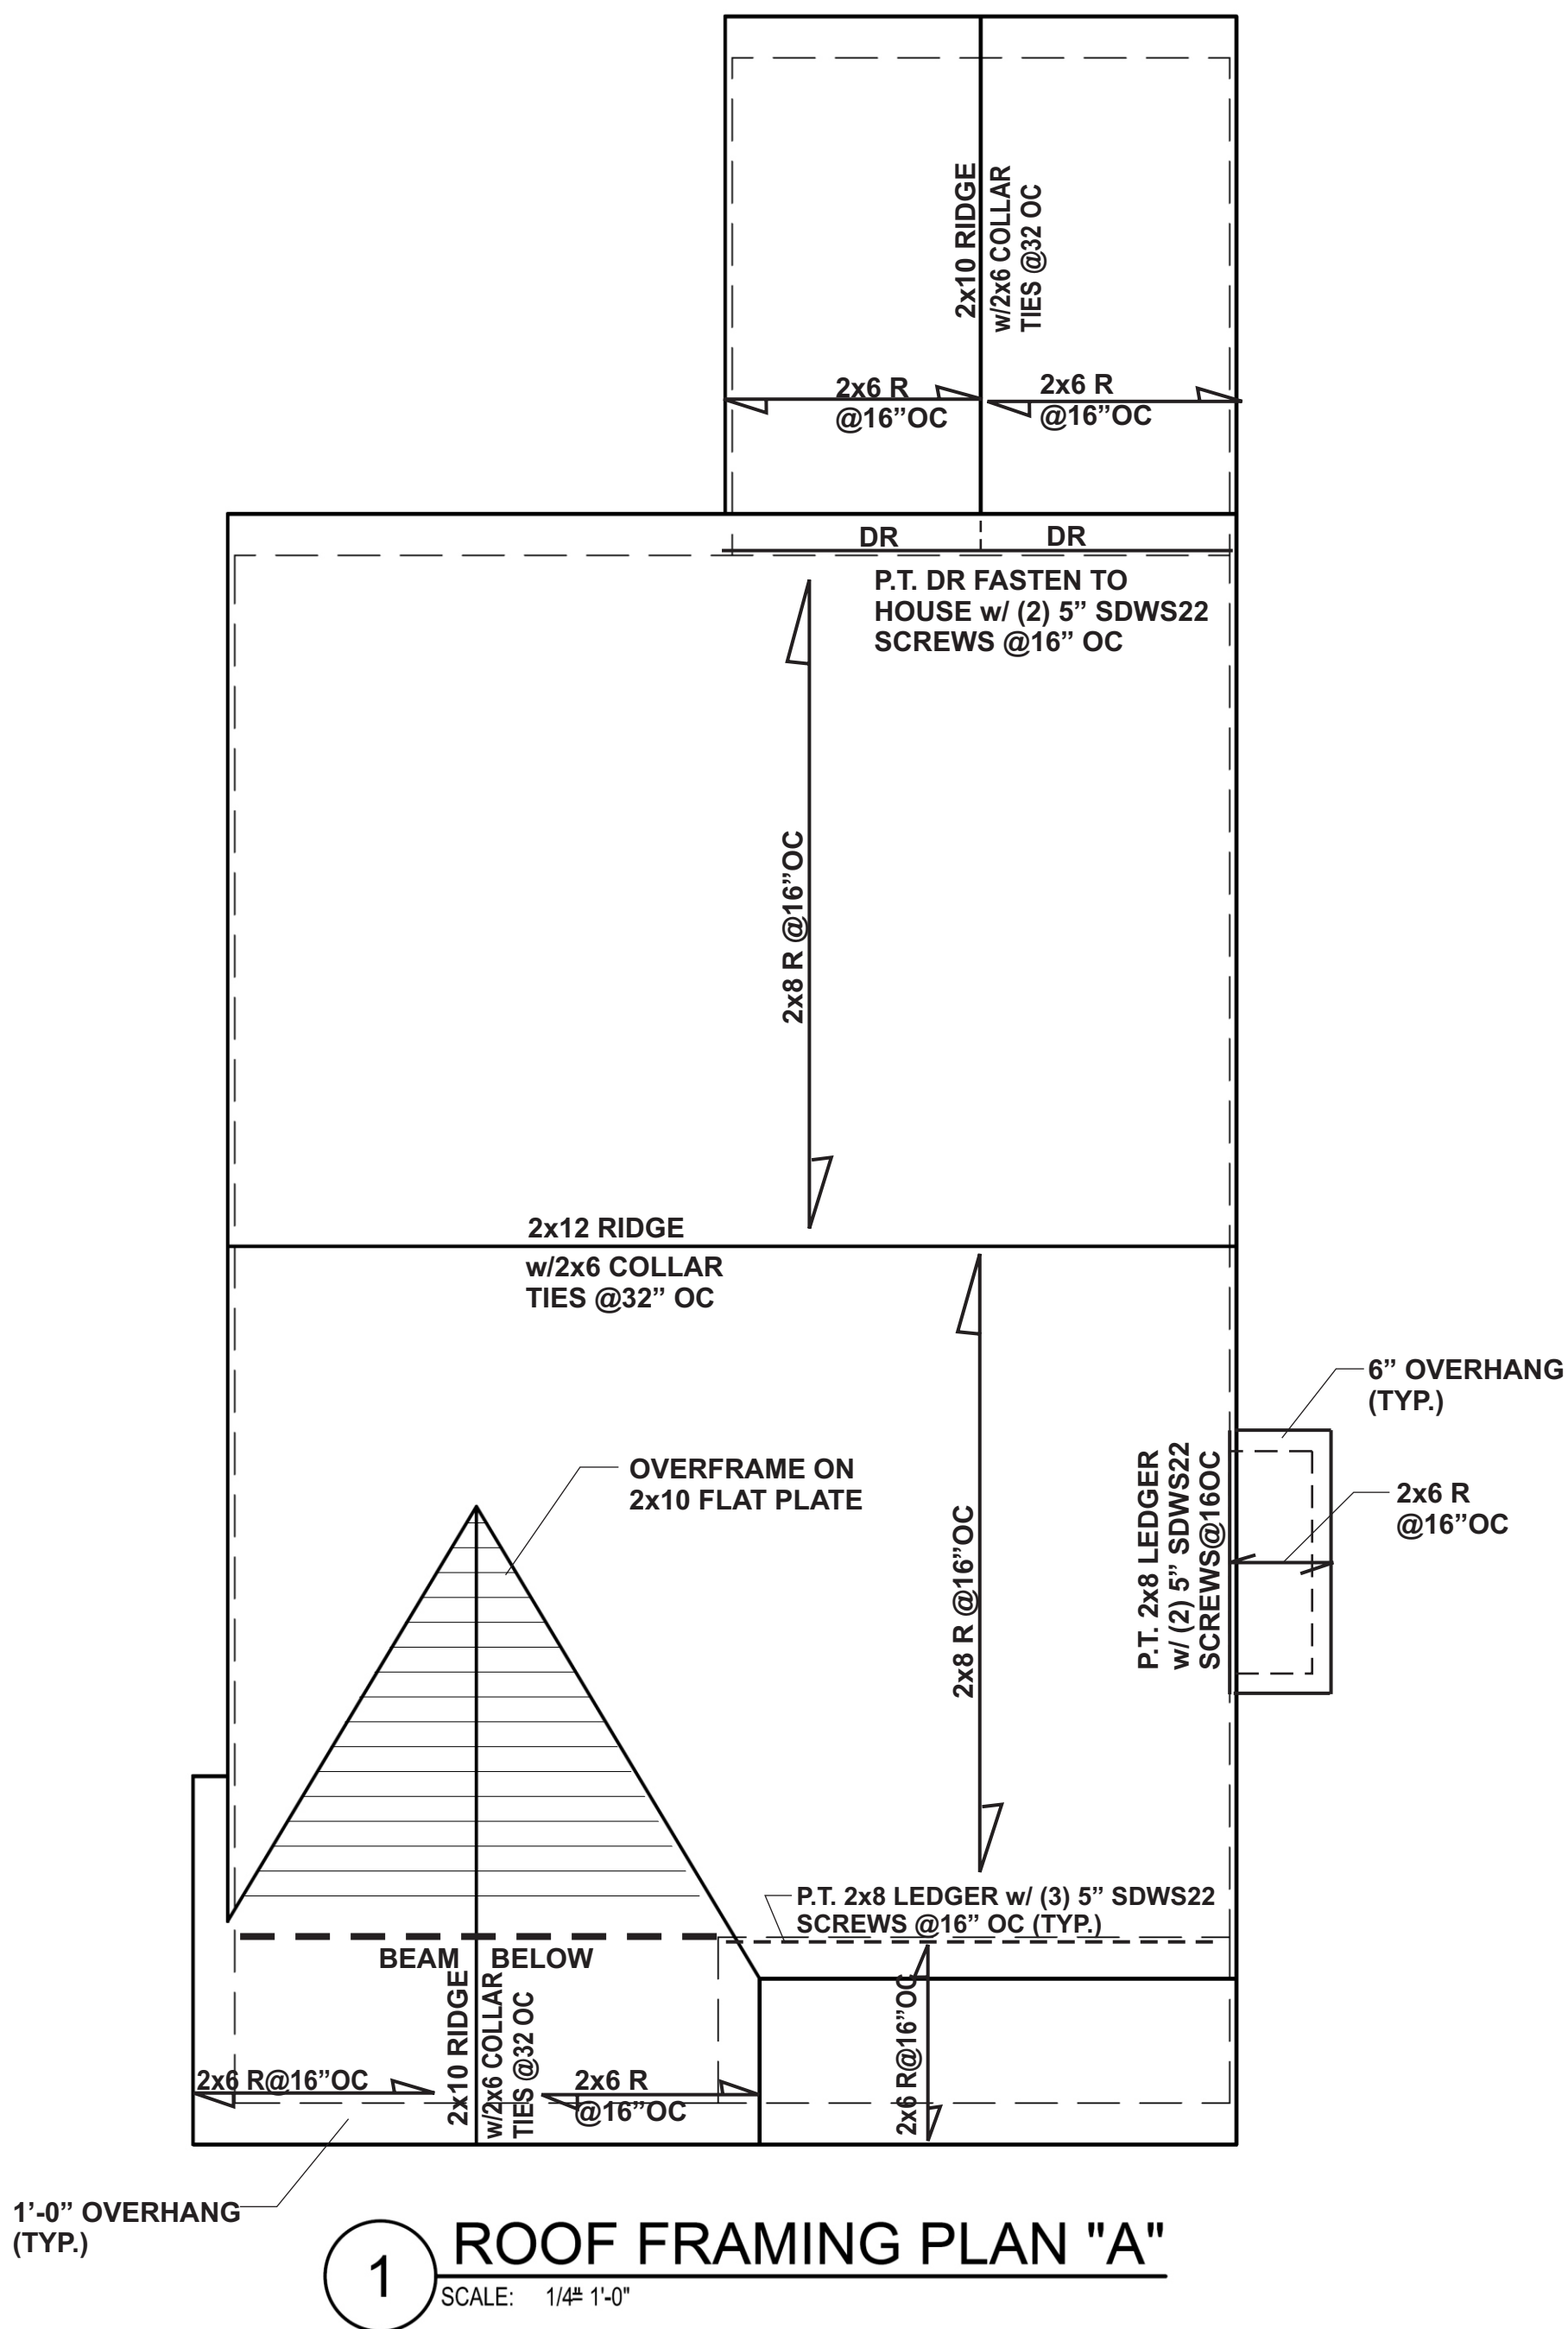 2x10 RIDGE
w/2x6 COLLAR
TIES @32 OC
2x6 R
@16”OC
2x6 R
@16”OC
DR
DR
P.T. DR FASTEN TO
HOUSE w/ (2) 5” SDWS22
SCREWS @16” OC
2x8 R @16”OC
2x12 RIDGE
w/2x6 COLLAR
TIES @32” OC
6” OVERHANG
(TYP.)
OVERFRAME ON
2x10 FLAT PLATE
P.T. 2x8 LEDGER
w/ (2) 5” SDWS22
SCREWS@16OC
2x6 R
@16”OC
2x8 R @16”OC
P.T. 2x8 LEDGER w/ (3) 5” SDWS22
SCREWS @16” OC (TYP.)
BEAM BELOW
2x10 RIDGE
w/2x6 COLLAR
TIES @32 OC
2x6 R@16”OC
2x6 R
@16”OC
2x6 R@16”OC
1’-0” OVERHANG
(TYP.)
1
ROOF FRAMING PLAN "A"
SCALE: 1/4"= 1'-0"